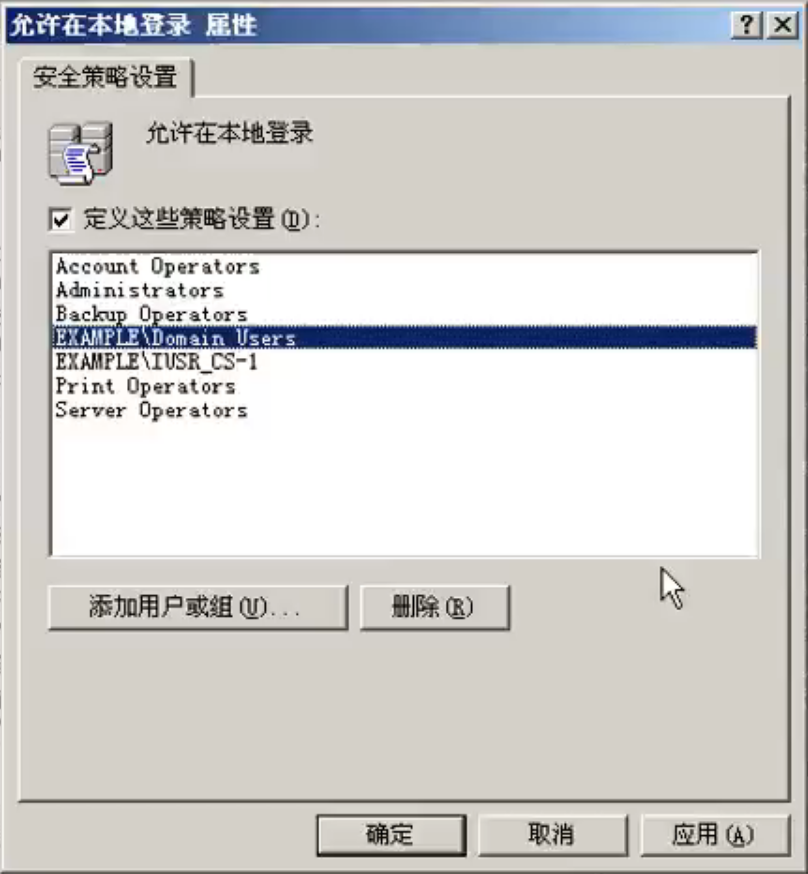 允许在本地登录 属性
安全策略设置
允许在本地登录
定义这些策略设置(D):
Account Operators
Administrators
Backup Operators
EXAMPLE\Domain Users
EXAMPLE\IUSR_CS-1
Print Operators
Server Operators
添加用户或组(U)... 删除(R)
确定 取消 应用(A)